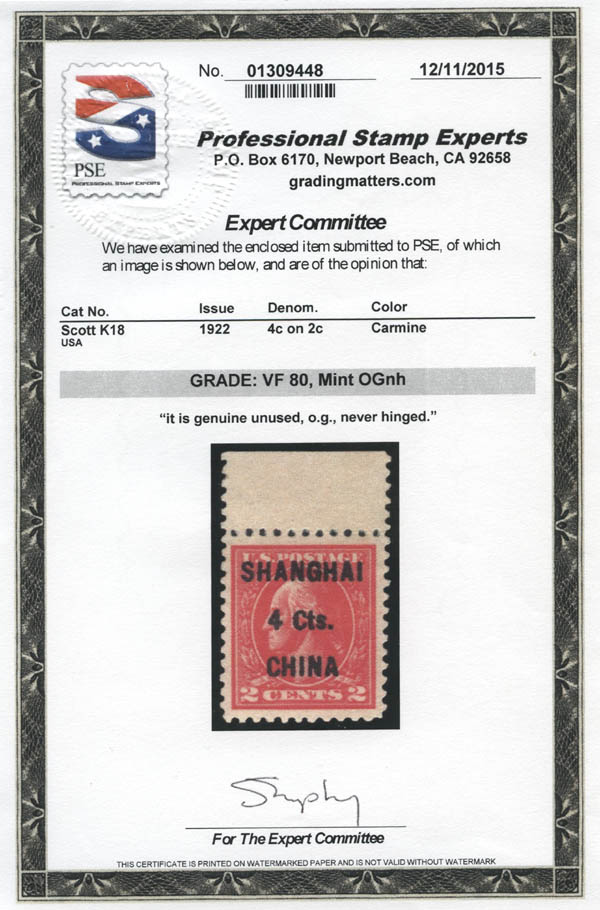 No. 01309448 12/11/2015
PSE
PROFESSIONAL STAMP EXPERTS
Professional Stamp Experts
P.O. Box 6170, Newport Beach, CA 92658
gradingmatters.com
Expert Committee
We have examined the enclosed item submitted to PSE, of which
an image is shown below, and are of the opinion that:
Cat No. Issue Denom. Color
Scott K18 1922 4c on 2c Carmine
USA
GRADE: VF 80, Mint OGnh
“it is genuine unused, o.g., never hinged.”
U.S. POSTAGE
SHANGHAI
4 Cts.
CHINA
2 CENTS 2
For The Expert Committee
THIS CERTIFICATE IS PRINTED ON WATERMARKED PAPER AND IS NOT VALID WITHOUT WATERMARK